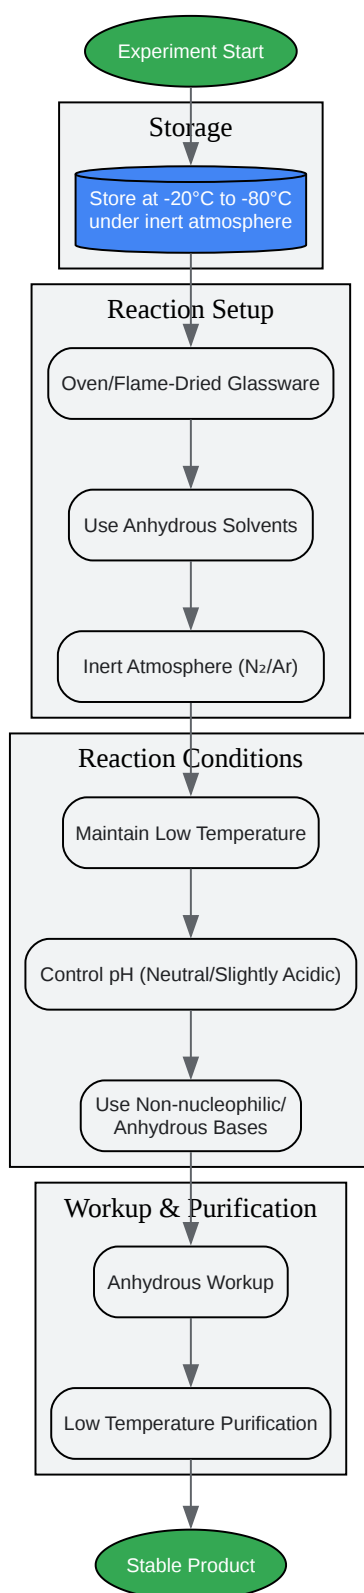 Experiment Start
Storage
Store at -20°C to -80°C
under inert atmosphere
Reaction Setup
Oven/Flame-Dried Glassware
Use Anhydrous Solvents
Inert Atmosphere (N₂/Ar)
Reaction Conditions
Maintain Low Temperature
Control pH (Neutral/Slightly Acidic)
Use Non-nucleophilic/
Anhydrous Bases
Workup & Purification
Anhydrous Workup
Low Temperature Purification
Stable Product